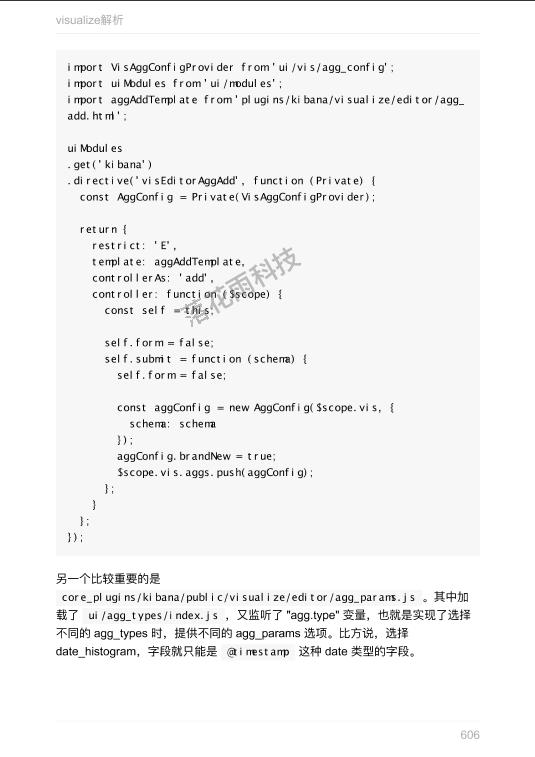 visualize解析
import VisAggConfigProvider from 'ui/vis/agg_config';
import uiModules from 'ui/modules';
import aggAddTemplate from 'plugins/kibana/visualize/editor/agg_
add.html';
uiModules
.get('kibana')
.directive('visEditorAggAdd', function (Private) {
const AggConfig = Private(VisAggConfigProvider);
return {
restrict: 'E',
template: aggAddTemplate,
controllerAs: 'add',
controller: function ($scope) {
const self = this;
self.form = false;
self.submit = function (schema) {
self.form = false;
const aggConfig = new AggConfig($scope.vis, {
schema: schema
});
aggConfig.brandNew = true;
$scope.vis.aggs.push(aggConfig);
};
}
};
});
落花雨科技
另一个比较重要的是
core_plugins/kibana/public/visualize/editor/agg_params.js 。其中加
载了 ui/agg_types/index.js ，又监听了 "agg.type" 变量，也就是实现了选择
不同的 agg_types 时，提供不同的 agg_params 选项。比方说，选择
date_histogram，字段就只能是 @timestamp 这种 date 类型的字段。
606